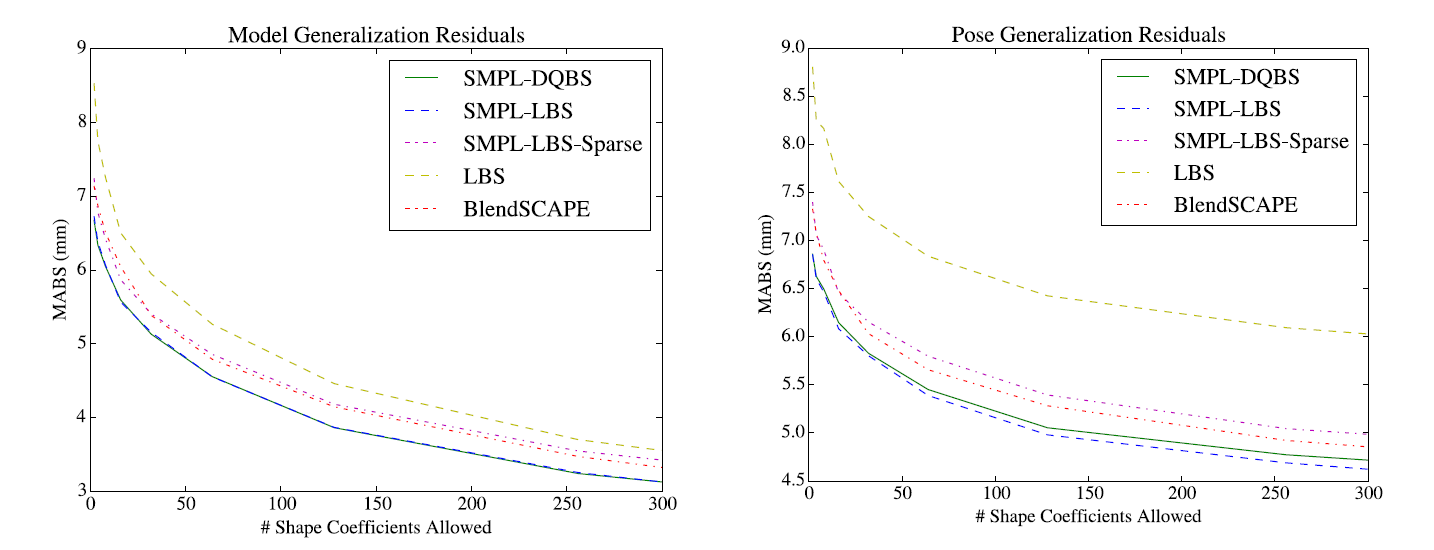 Model Generalization Residuals
9
8
7
6
5
4
3
MABS (mm)
0 50 100 150 200 250 300
# Shape Coefficients Allowed
SMPL-DQBS
SMPL-LBS
SMPL-LBS-Sparse
LBS
BlendSCAPE
Pose Generalization Residuals
9.0
8.5
8.0
7.5
7.0
6.5
6.0
5.5
5.0
4.5
MABS (mm)
0 50 100 150 200 250 300
# Shape Coefficients Allowed
SMPL-DQBS
SMPL-LBS
SMPL-LBS-Sparse
LBS
BlendSCAPE